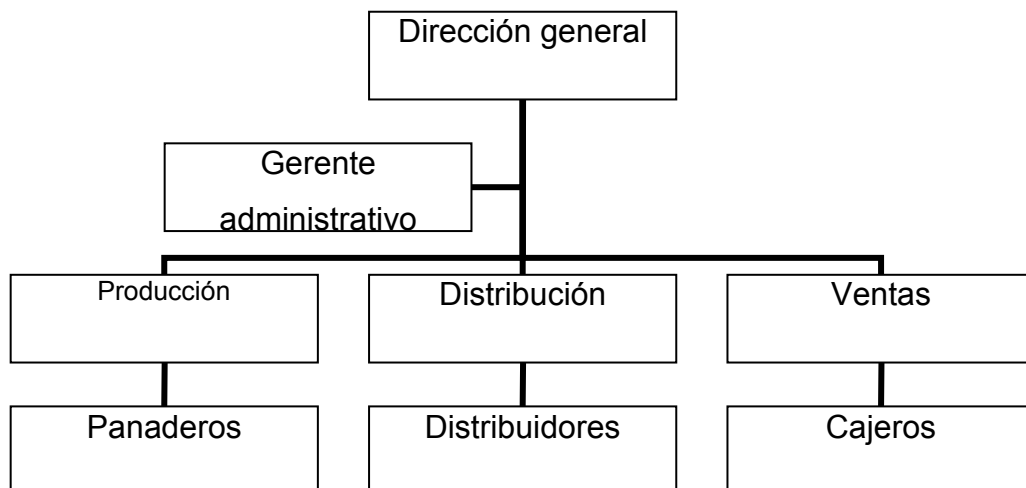 Dirección general
Gerente
administrativo
Producción
Distribución
Ventas
Panaderos
Distribuidores
Cajeros